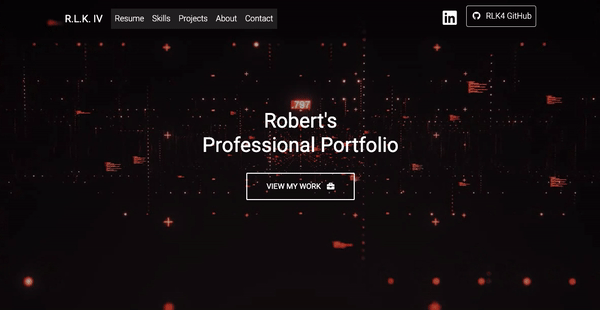 R.L.K. IV
Resume Skills Projects About Contact
in
RLK4 GitHub
.797
Robert's
Professional Portfolio
VIEW MY WORK